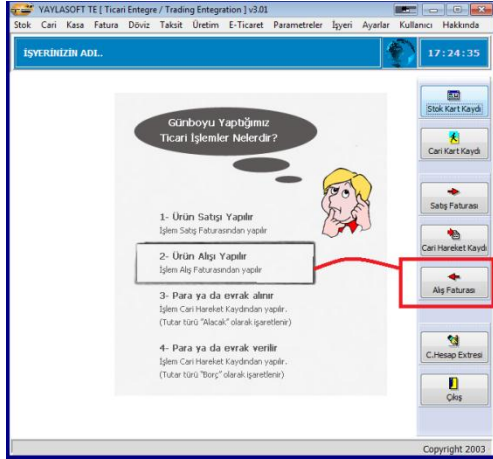 YAYLASOFT TE [ Ticari Entegre / Trading Entegration ] v3.01
Stok Cari Kasa Fatura Döviz Taksit Üretim E-Ticaret Parametreler İşyeri Ayarlar Kullanıcı Hakkında
İŞYERİNİZİN ADI..
17:24:35
Günboyu Yaptığımız
Ticari İşlemler Nelerdir?
1- Ürün Satışı Yapılır
İşlem Satış Faturasından yapılır
2- Ürün Alışı Yapılır
İşlem Alış Faturasından yapılır
3- Para ya da evrak alınır
İşlem Cari Hareket Kaydından yapılır.
(Tutar türü "Alacak" olarak işaretlenir)
4- Para ya da evrak verilir
İşlem Cari Hareket Kaydından yapılır.
(Tutar türü "Borç" olarak işaretlenir)
Stok Kart Kaydı
Cari Kart Kaydı
Satış Faturası
Cari Hareket Kaydı
Alış Faturası
C.Hesap Extresi
Çıkış
Copyright 2003